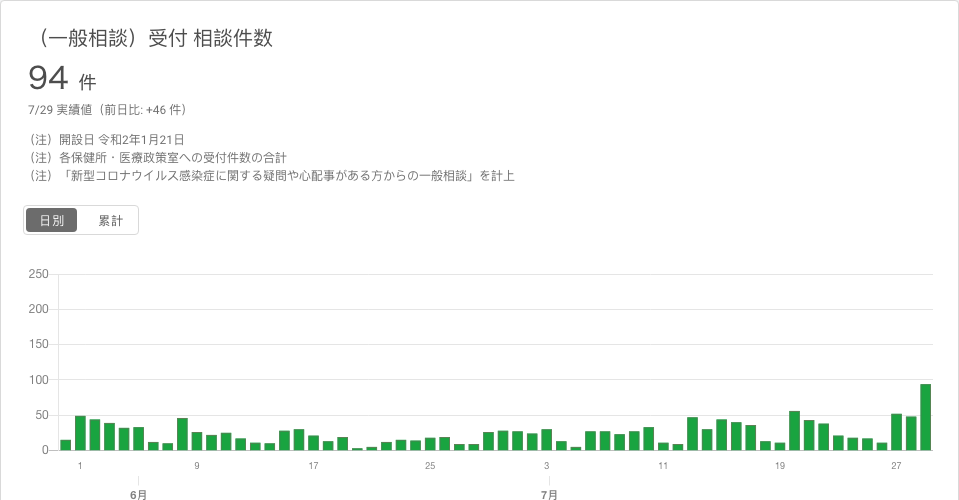 （一般相談）受付 相談件数
94 件
7/29 実績値（前日比: +46 件）
（注）開設日 令和2年1月21日
（注）各保健所・医療政策室への受付件数の合計
（注）「新型コロナウイルス感染症に関する疑問や心配事がある方からの一般相談」を計上
日別 累計
250
200
150
100
50
0
1 9 17 25 3 11 19 27
6月 7月